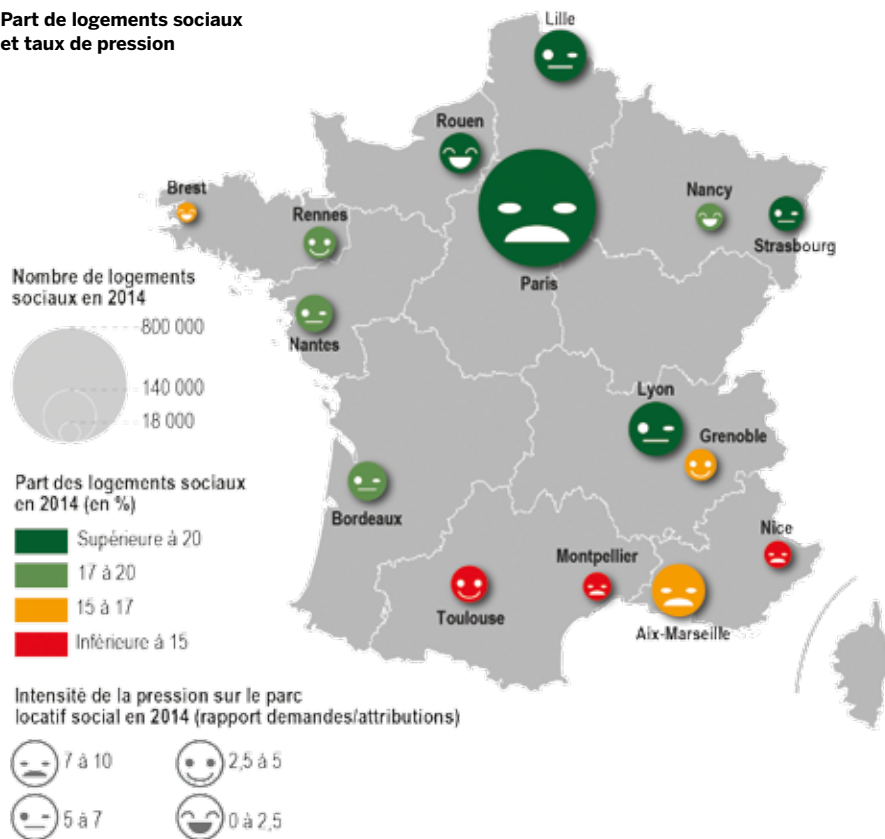 Part de logements sociaux
et taux de pression
Lille
Rouen
Brest
Rennes
Nancy
Strasbourg
Paris
Nantes
Nombre de logements
sociaux en 2014
800 000
140 000
18 000
Lyon
Grenoble
Bordeaux
Part des logements sociaux
en 2014 (en %)
Supérieure à 20
17 à 20
15 à 17
Inférieure à 15
Nice
Montpellier
Toulouse
Aix-Marseille
Intensité de la pression sur le parc
locatif social en 2014 (rapport demandes/attributions)
7 à 10
2,5 à 5
5 à 7
0 à 2,5